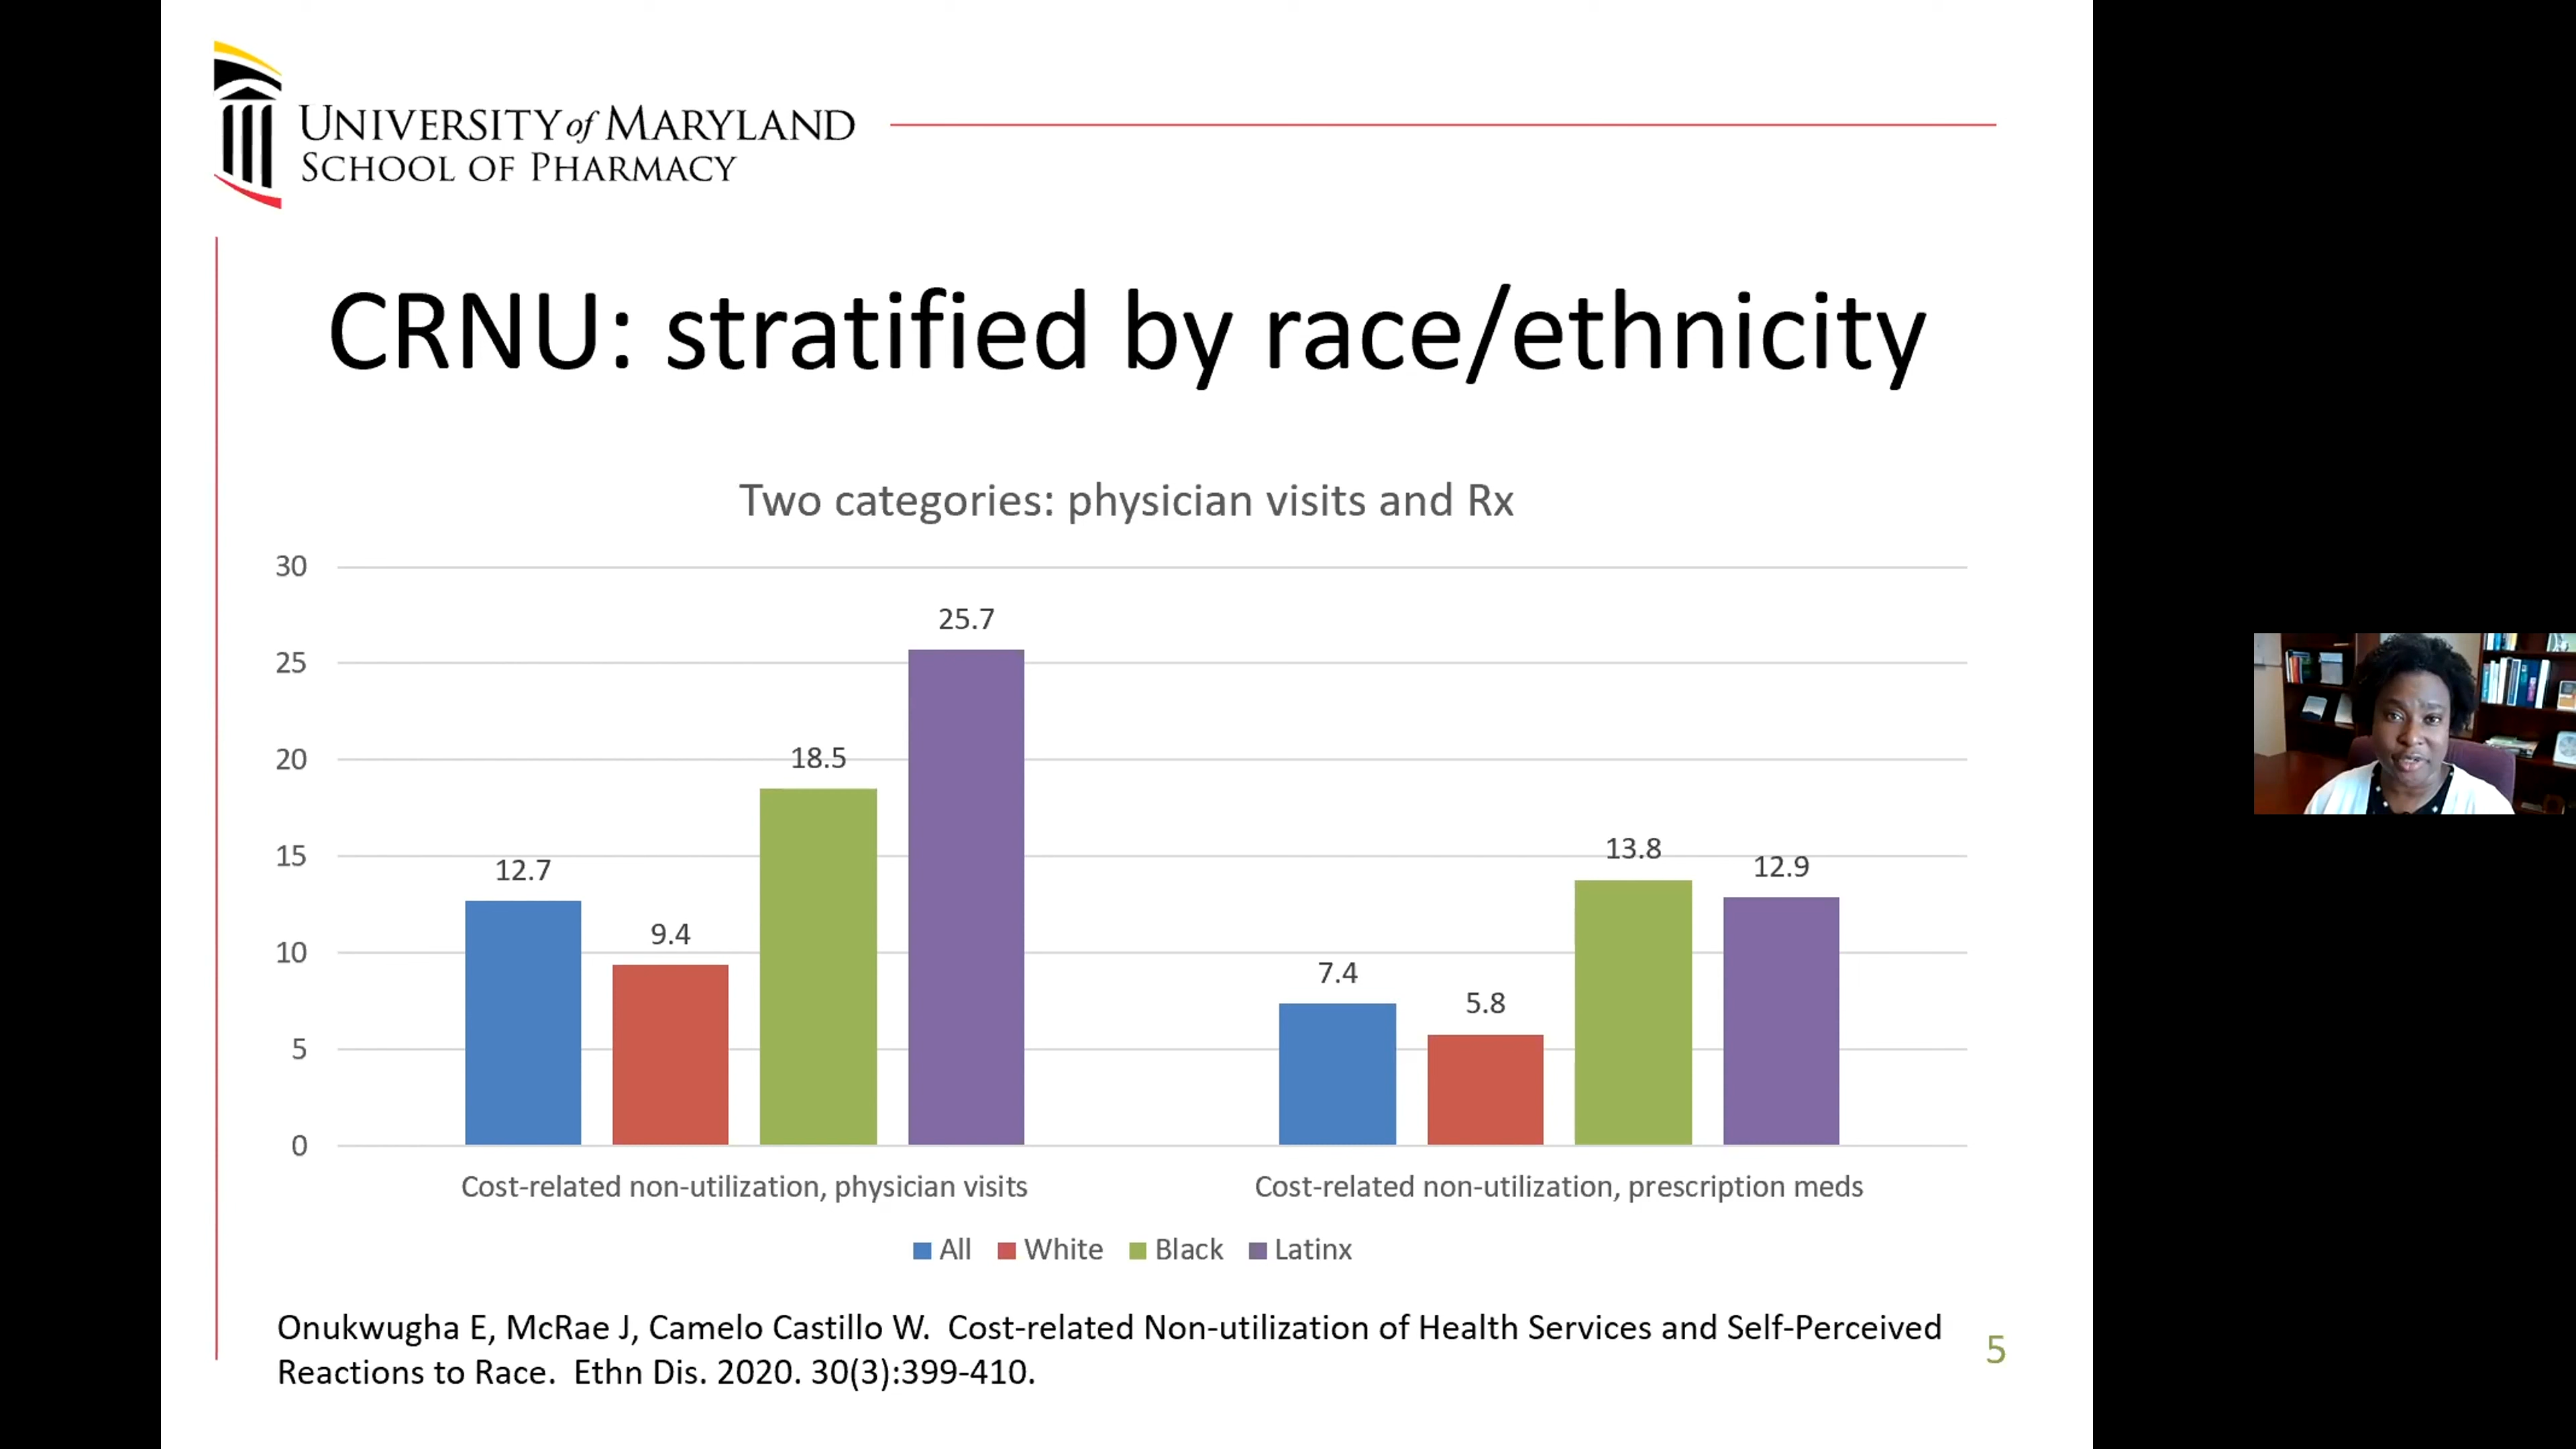 UNIVERSITY of MARYLAND
SCHOOL OF PHARMACY
CRNU: stratified by race/ethnicity
Two categories: physician visits and Rx
30
25
20
15
10
5
0
12.7
9.4
18.5
25.7
7.4
5.8
13.8
12.9
Cost-related non-utilization, physician visits
Cost-related non-utilization, prescription meds
All White Black Latinx
Onukwugha E, McRae J, Camelo Castillo W. Cost-related Non-utilization of Health Services and Self-Perceived
Reactions to Race. Ethn Dis. 2020. 30(3):399-410.
5